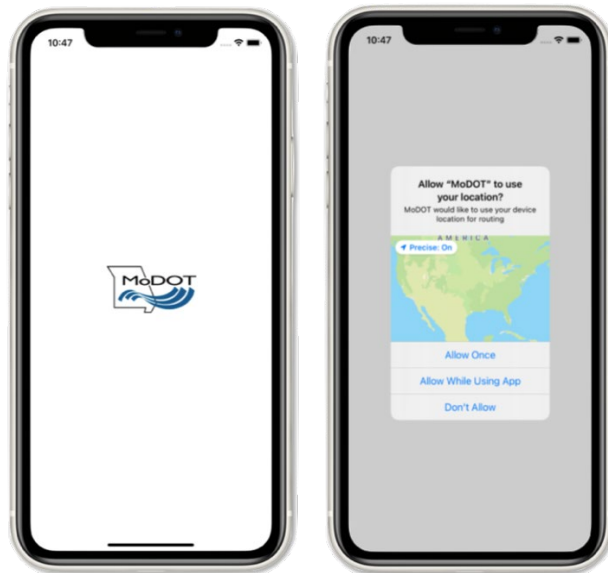 10:47
MoDOT
10:47
Allow “MoDOT” to use
your location?
MoDOT would like to use your device
location for routing
AMERICA
Precise: On
Allow Once
Allow While Using App
Don't Allow